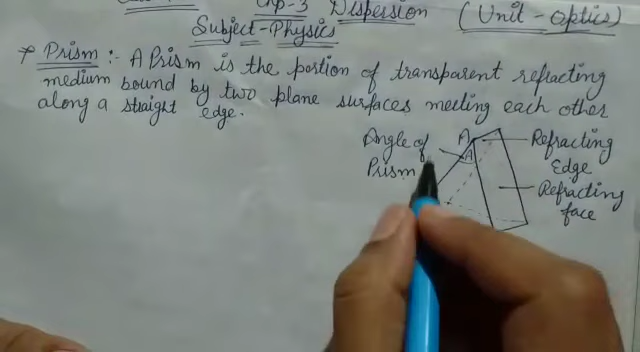 Chp-3 Dispersion (Unit-Optics)
Subject-Physics
* Prism:- A Prism is the portion of transparent refracting
medium bound by two plane surfaces meeting each other
along a straight edge.
Angle of Prism
A
A
Refracting Edge
Refracting face